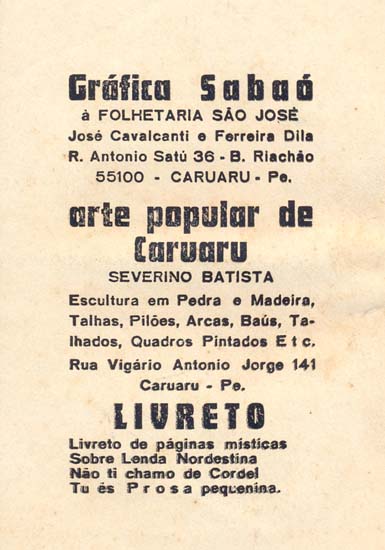 Gráfica Sabaó
à FOLHETARIA SÃO JOSÉ
José Cavalcanti e Ferreira Dila
R. Antonio Satú 36 - B. Riachão
55100 - CARUARU - Pe.
arte popular de
Caruaru
SEVERINO BATISTA
Escultura em Pedra e Madeira,
Talhas, Pilões, Arcas, Baús, Ta-
lhados, Quadros Pintados Etc.
Rua Vigário Antonio Jorge 141
Caruaru - Pe.
LIVRETO
Livreto de páginas místicas
Sobre Lenda Nordestina
Não ti chamo de Cordel
Tu és Prosa pequenina.